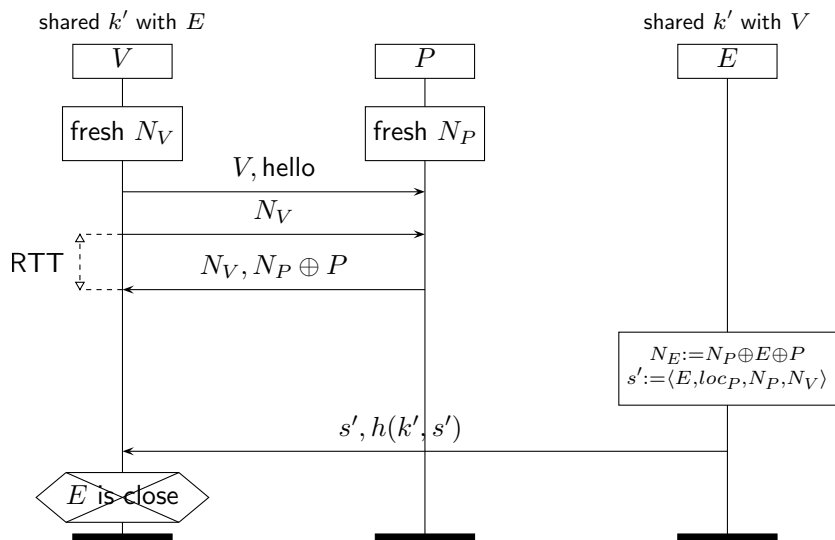 shared k′ with E
shared k′ with V
V
P
E
fresh N_V
fresh N_P
V, hello
N_V
RTT
N_V, N_P ⊕ P
N_E:=N_P⊕E⊕P
s′:=⟨E,loc_P,N_P,N_V⟩
s′, h(k′, s′)
E is close